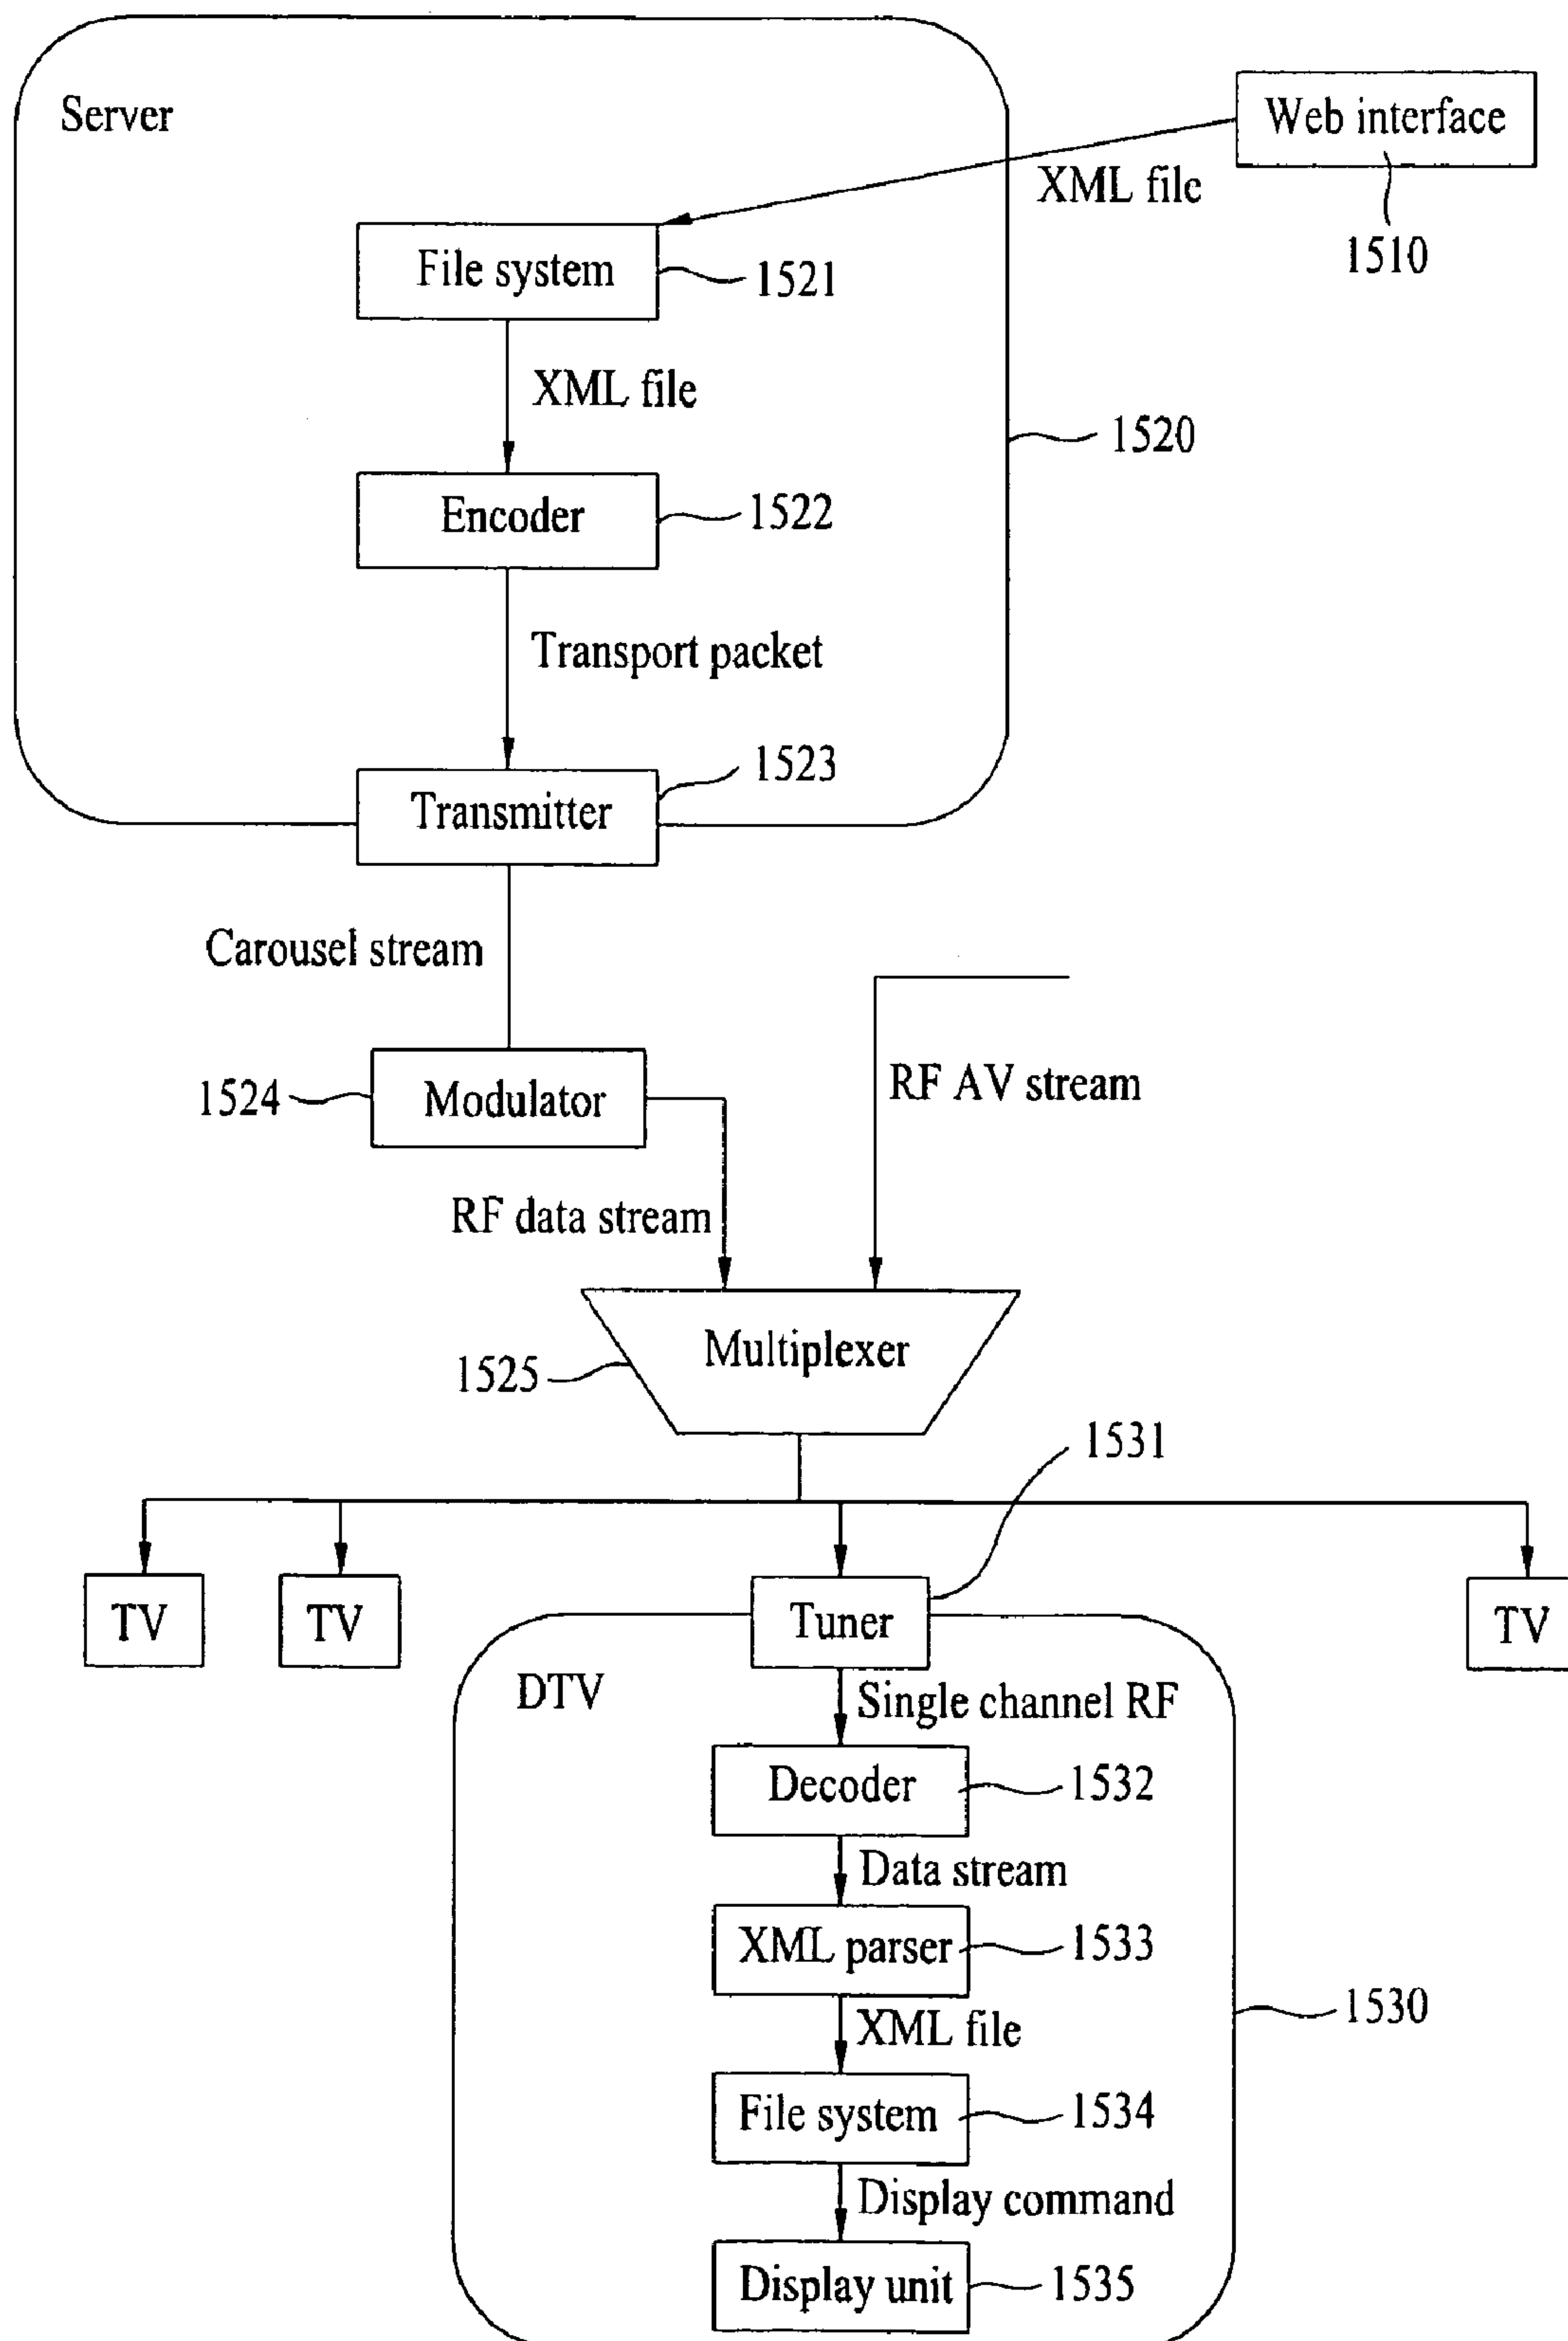 Server
Web interface
XML file
1510
File system
1521
XML file
1520
Encoder
1522
Transport packet
1523
Transmitter
Carousel stream
RF AV stream
1524
Modulator
RF data stream
Multiplexer
1525
1531
TV
TV
Tuner
TV
DTV
Single channel RF
Decoder
1532
Data stream
XML parser
1533
1530
XML file
File system
1534
Display command
Display unit
1535